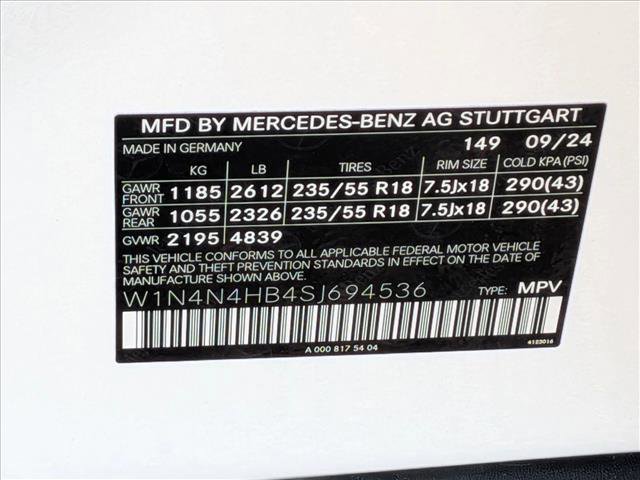 MFD BY MERCEDES-BENZ AG STUTTGART
MADE IN GERMANY 149 09/24
KG LB TIRES RIM SIZE COLD KPA (PSI)
GAWR FRONT 1185 2612 235/55 R18 7.5Jx18 290(43)
GAWR REAR 1055 2326 235/55 R18 7.5Jx18 290(43)
GVWR 2195 4839
THIS VEHICLE CONFORMS TO ALL APPLICABLE FEDERAL MOTOR VEHICLE
SAFETY AND THEFT PREVENTION STANDARDS IN EFFECT ON THE DATE OF
MANUFACTURE SHOWN ABOVE. TYPE:
W1N4N4HB4SJ694536 MPV
A 000 817 54 04
4123016